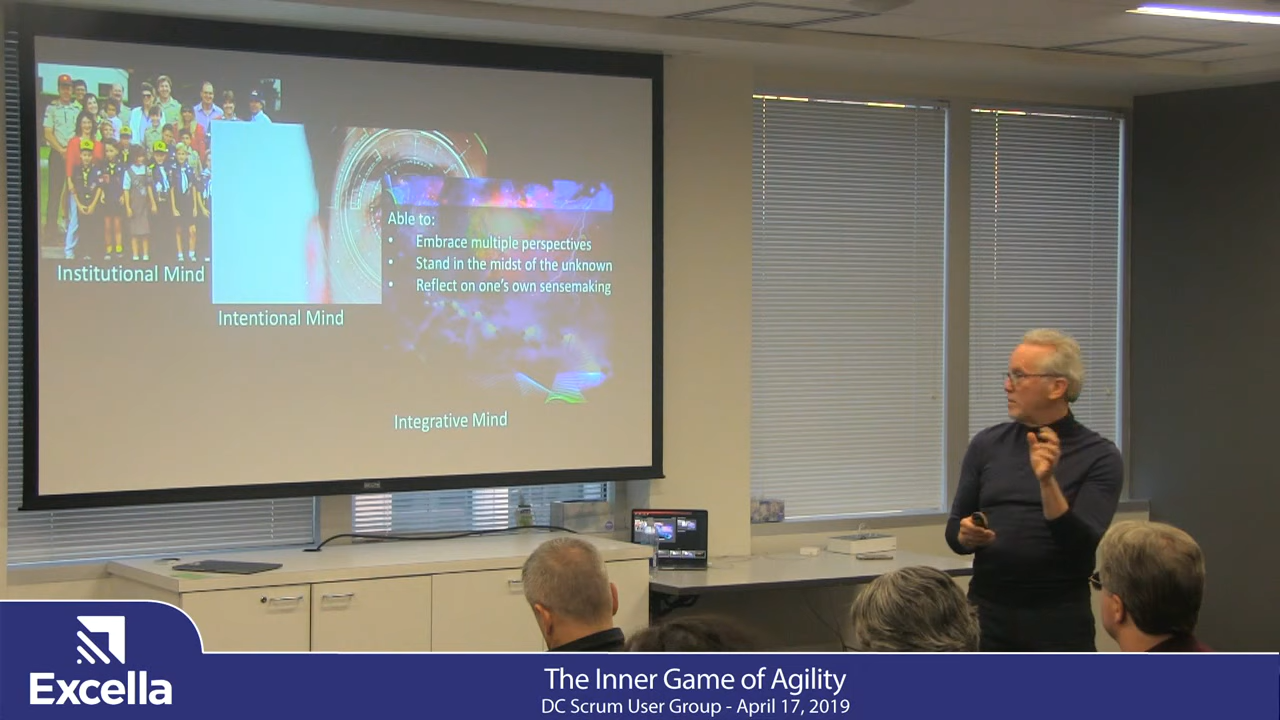 Able to:
• Embrace multiple perspectives
• Stand in the midst of the unknown
• Reflect on one's own sensemaking
Institutional Mind
Intentional Mind
Integrative Mind
Excella
The Inner Game of Agility
DC Scrum User Group - April 17, 2019